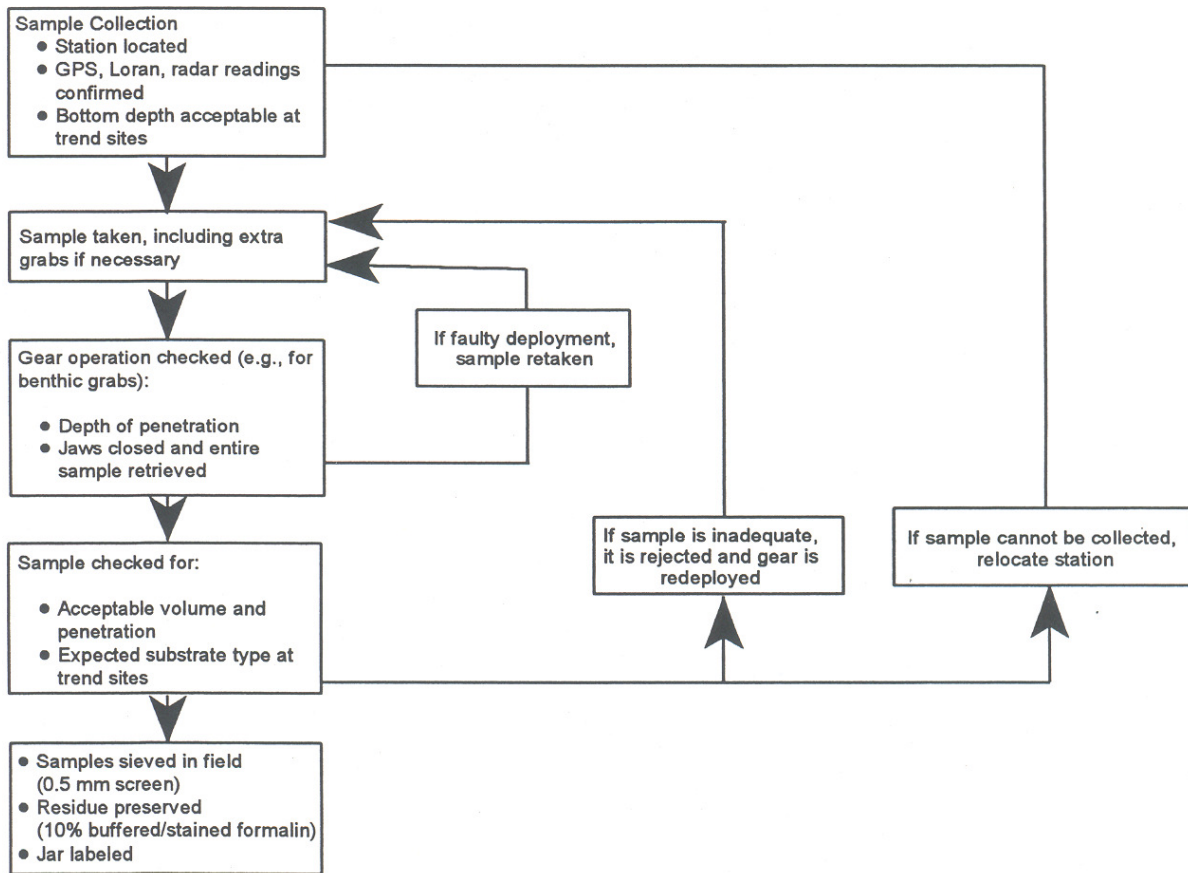 Sample Collection
● Station located
● GPS, Loran, radar readings
confirmed
● Bottom depth acceptable at
trend sites
Sample taken, including extra
grabs if necessary
If faulty deployment,
sample retaken
Gear operation checked (e.g., for
benthic grabs):
● Depth of penetration
● Jaws closed and entire
sample retrieved
If sample is inadequate,
it is rejected and gear is
redeployed
If sample cannot be collected,
relocate station
Sample checked for:
● Acceptable volume and
penetration
● Expected substrate type at
trend sites
● Samples sieved in field
(0.5 mm screen)
● Residue preserved
(10% buffered/stained formalin)
● Jar labeled